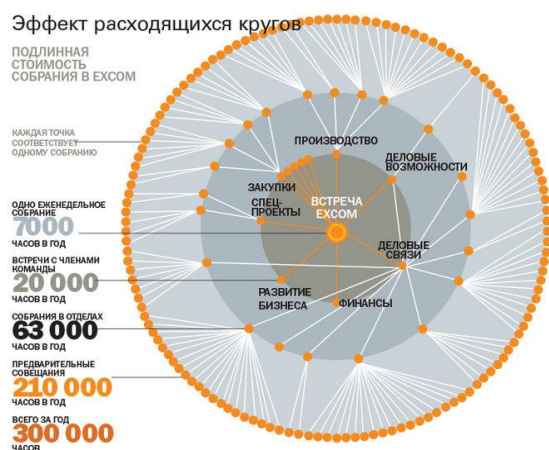 Эффект расходящихся кругов
ПОДЛИННАЯ
СТОИМОСТЬ
СОБРАНИЯ В EXCOM
КАЖДАЯ ТОЧКА
СООТВЕТСТВУЕТ
ОДНОМУ СОБРАНИЮ
ОДНО ЕЖЕНЕДЕЛЬНОЕ
СОБРАНИЕ
7000
ЧАСОВ В ГОД
ВСТРЕЧИ С ЧЛЕНАМИ
КОМАНДЫ
20 000
ЧАСОВ В ГОД
СОБРАНИЯ В ОТДЕЛАХ
63 000
ЧАСОВ В ГОД
ПРЕДВАРИТЕЛЬНЫЕ
СОВЕЩАНИЯ
210 000
ЧАСОВ В ГОД
ВСЕГО ЗА ГОД
300 000
ЧАСОВ
ПРОИЗВОДСТВО
ДЕЛОВЫЕ
ВОЗМОЖНОСТИ
ЗАКУПКИ
СПЕЦ-
ПРОЕКТЫ
ВСТРЕЧА
EXCOM
ДЕЛОВЫЕ
СВЯЗИ
РАЗВИТИЕ
БИЗНЕСА
ФИНАНСЫ